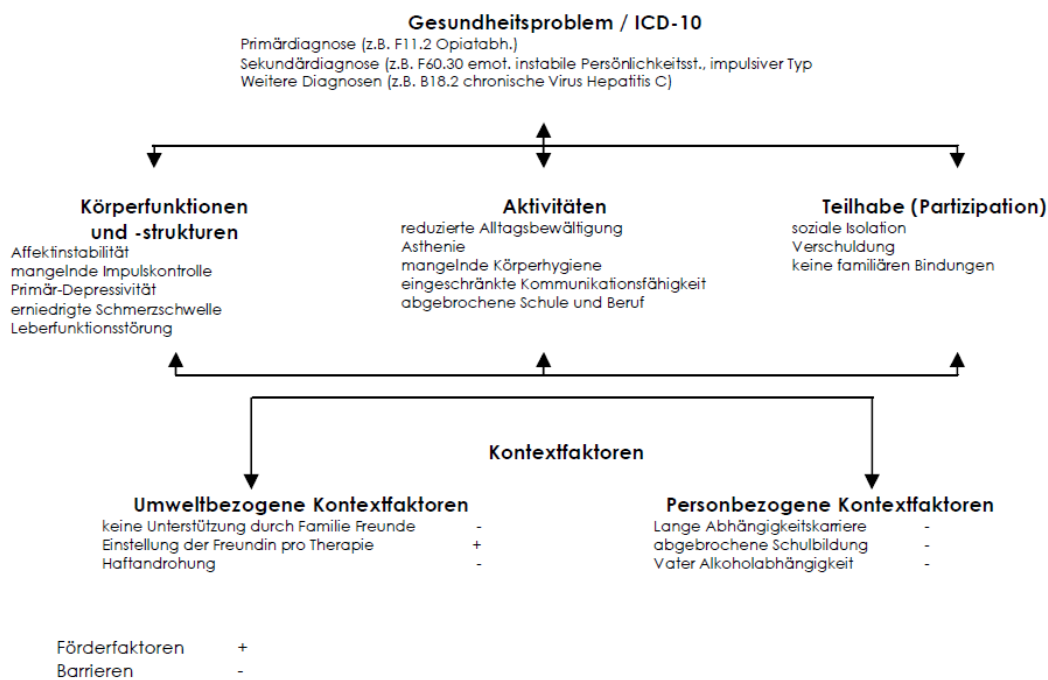 Gesundheitsproblem / ICD-10
Primärdiagnose (z.B. F11.2 Opiatabh.)
Sekundärdiagnose (z.B. F60.30 emot. instabile Persönlichkeitsst., impulsiver Typ
Weitere Diagnosen (z.B. B18.2 chronische Virus Hepatitis C)
Körperfunktionen
und -strukturen
Affektinstabilität
mangelnde Impulskontrolle
Primär-Depressivität
erniedrigte Schmerzschwelle
Leberfunktionsstörung
Aktivitäten
reduzierte Alltagsbewältigung
Asthenie
mangelnde Körperhygiene
eingeschränkte Kommunikationsfähigkeit
abgebrochene Schule und Beruf
Teilhabe (Partizipation)
soziale Isolation
Verschuldung
keine familiären Bindungen
Kontextfaktoren
Umweltbezogene Kontextfaktoren
keine Unterstützung durch Familie Freunde -
Einstellung der Freundin pro Therapie +
Haftandrohung -
Personbezogene Kontextfaktoren
Lange Abhängigkeitskarriere -
abgebrochene Schulbildung -
Vater Alkoholabhängigkeit -
Förderfaktoren +
Barrieren -